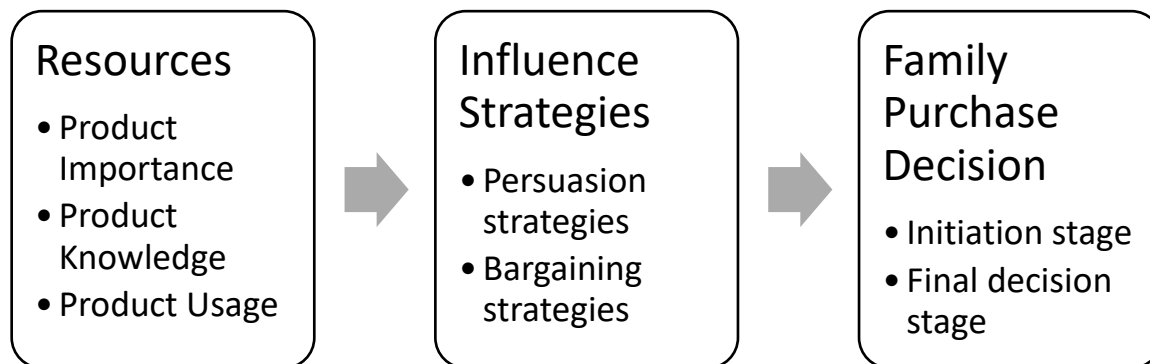 Resources
• Product
Importance
• Product
Knowledge
• Product Usage
Influence
Strategies
• Persuasion
strategies
• Bargaining
strategies
Family
Purchase
Decision
• Initiation stage
• Final decision
stage